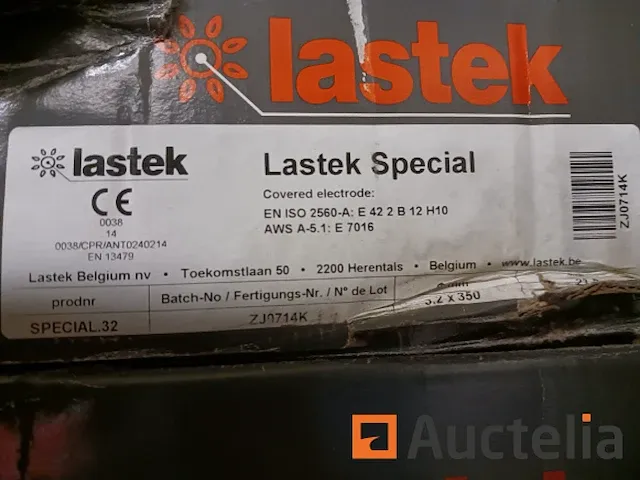 lastek
lastek
Lastek Special
CE
0038
14
0038/CPR/ANT0240214
EN 13479
Covered electrode:
EN ISO 2560-A: E 42 2 B 12 H10
AWS A-5.1: E 7016
ZJ0714K
Lastek Belgium nv • Toekomstlaan 50 • 2200 Herentals • Belgium • www.lastek.be
prodnr Batch-No / Fertigungs-Nr. / N° de Lot
SPECIAL.32 ZJ0714K 3.2 x 350
Auctelia